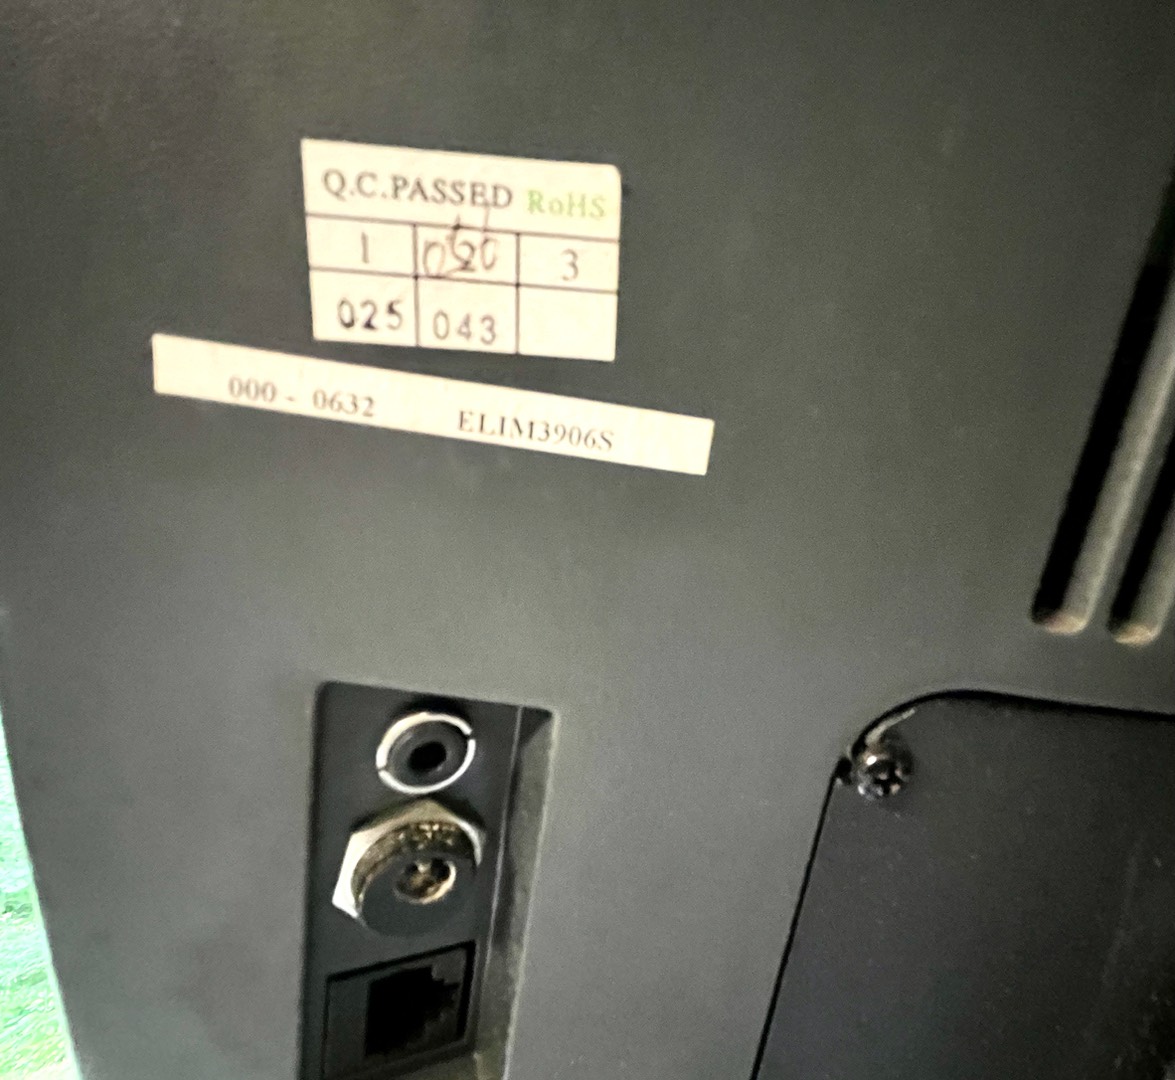 Q.C.PASSED RoHS
1 3
025 043
000 - 0632 ELIM3906S